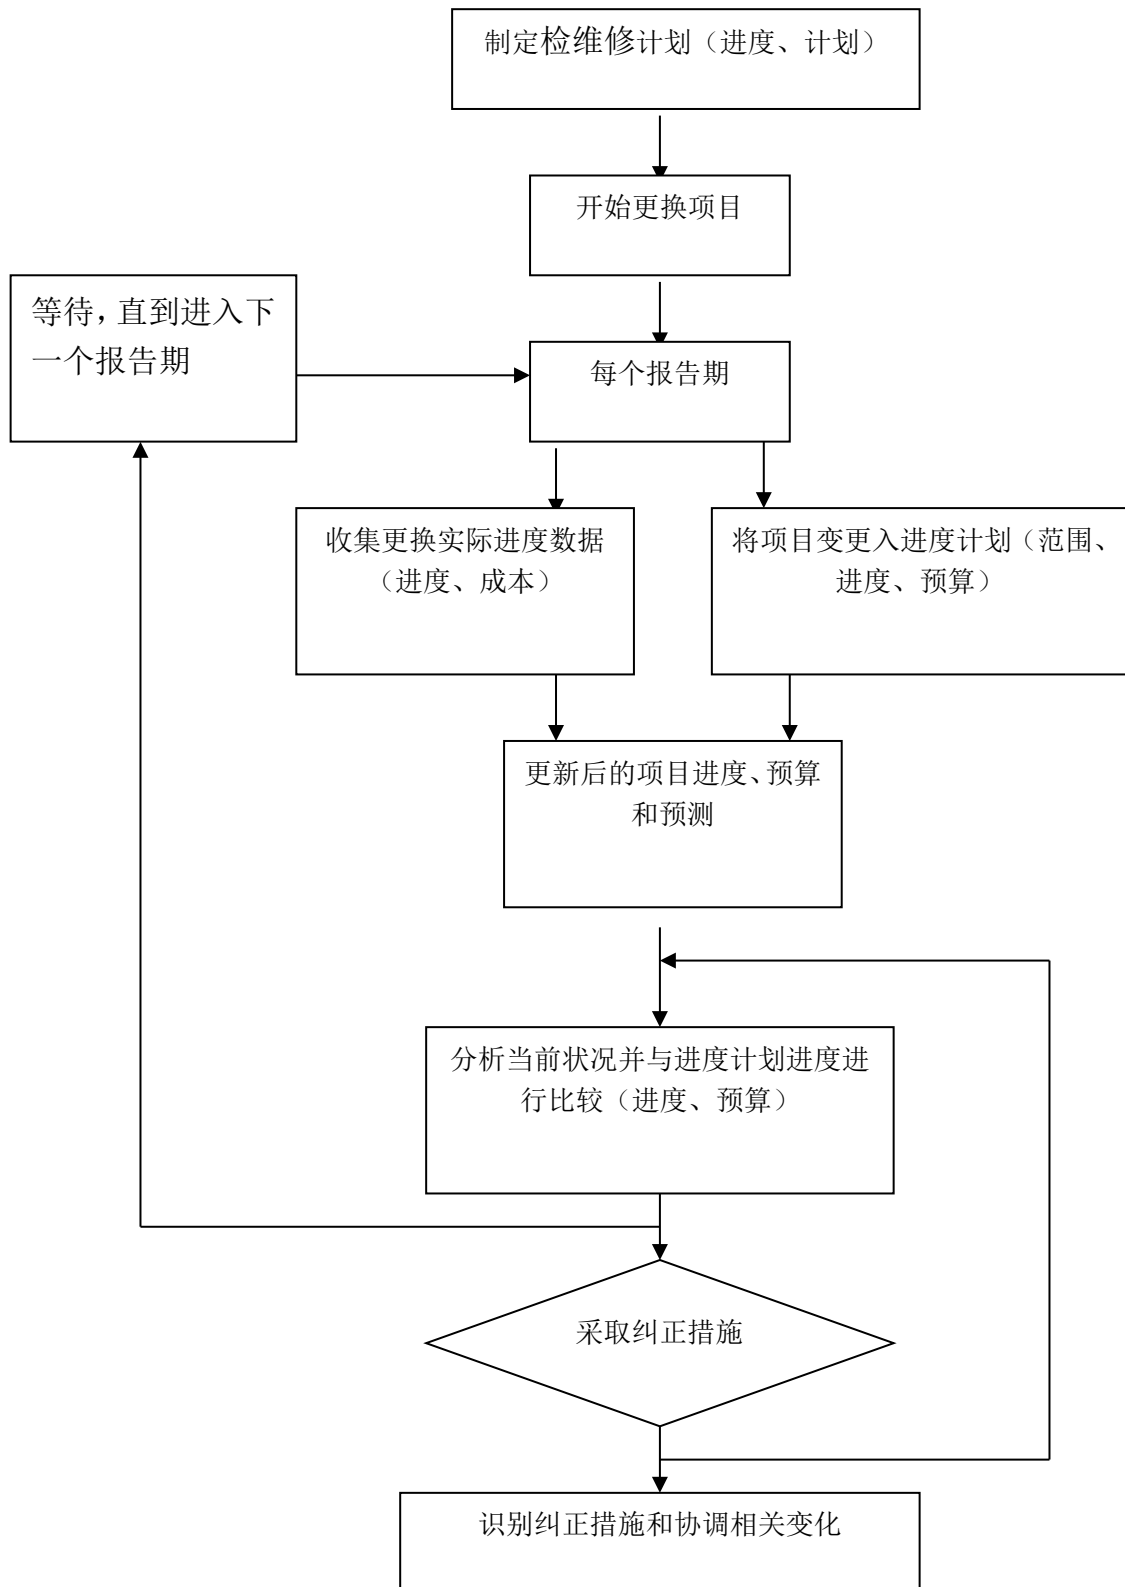 制定检维修计划（进度、计划）
开始更换项目
等待，直到进入下
一个报告期
每个报告期
收集更换实际进度数据
（进度、成本）
将项目变更入进度计划（范围、
进度、预算）
更新后的项目进度、预算
和预测
分析当前状况并与进度计划进度进
行比较（进度、预算）
采取纠正措施
识别纠正措施和协调相关变化